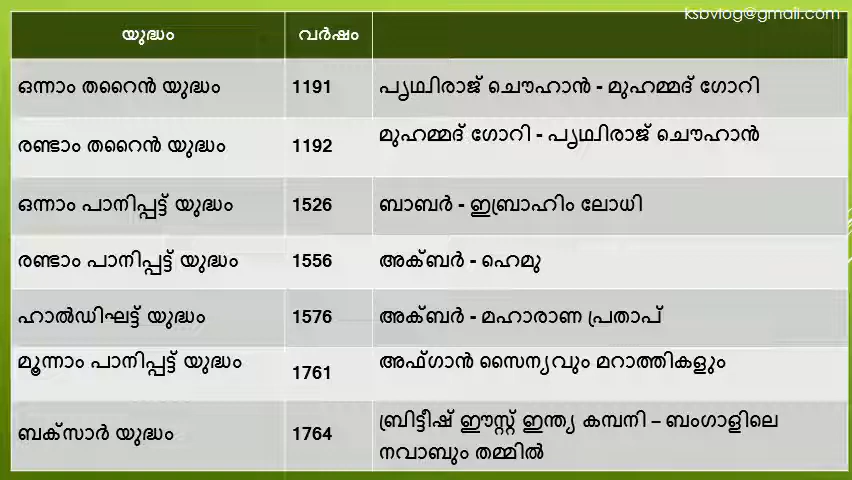 ksbvlog@gmail.com
യുദ്ധം വർഷം
ഒന്നാം തറൈൻ യുദ്ധം 1191 പൃഥ്വിരാജ് ചൌഹാൻ - മുഹമ്മദ് ഗോറി
രണ്ടാം തറൈൻ യുദ്ധം 1192 മുഹമ്മദ് ഗോറി - പൃഥ്വിരാജ് ചൌഹാൻ
ഒന്നാം പാനിപ്പട്ട് യുദ്ധം 1526 ബാബർ - ഇബ്രാഹിം ലോധി
രണ്ടാം പാനിപ്പട്ട് യുദ്ധം 1556 അക്ബർ - ഹെമു
ഹാൽഡിഘട്ട് യുദ്ധം 1576 അക്ബർ - മഹാരാണ പ്രതാപ്
മൂന്നാം പാനിപ്പട്ട് യുദ്ധം 1761 അഫ്ഗാൻ സൈന്യവും മറാത്തികളും
ബക്സാർ യുദ്ധം 1764 ബ്രിട്ടീഷ് ഈസ്റ്റ് ഇന്ത്യ കമ്പനി – ബംഗാളിലെ
നവാബും തമ്മിൽ